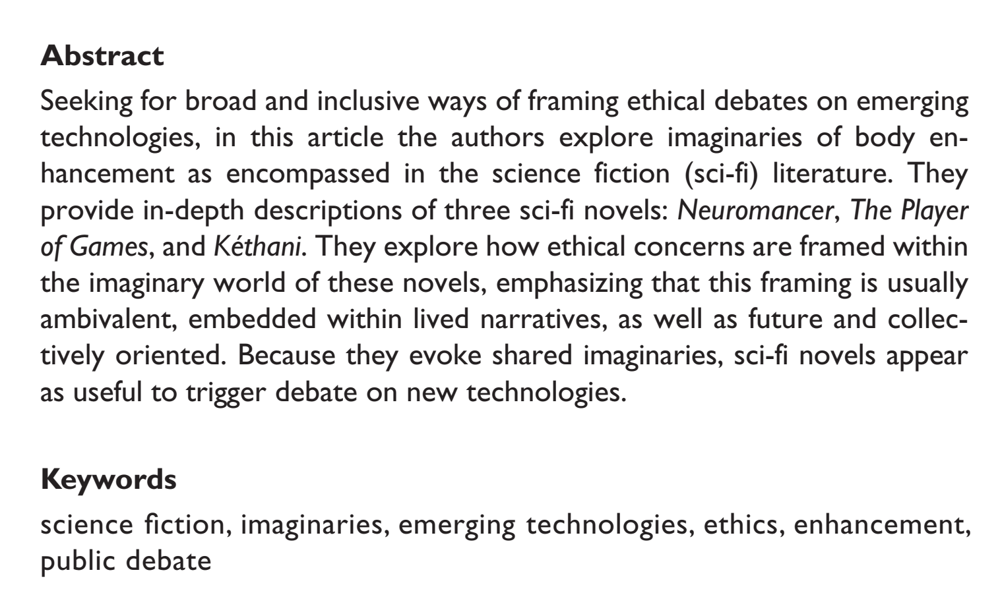 Abstract
Seeking for broad and inclusive ways of framing ethical debates on emerging
technologies, in this article the authors explore imaginaries of body en-
hancement as encompassed in the science fiction (sci-fi) literature. They
provide in-depth descriptions of three sci-fi novels: Neuromancer, The Player
of Games, and Kéthani. They explore how ethical concerns are framed within
the imaginary world of these novels, emphasizing that this framing is usually
ambivalent, embedded within lived narratives, as well as future and collec-
tively oriented. Because they evoke shared imaginaries, sci-fi novels appear
as useful to trigger debate on new technologies.
Keywords
science fiction, imaginaries, emerging technologies, ethics, enhancement,
public debate